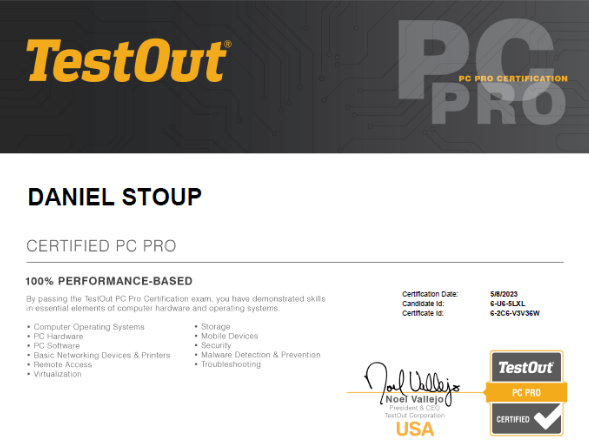 TestOut®
PC
PRO
PC PRO CERTIFICATION
DANIEL STOUP
CERTIFIED PC PRO
100% PERFORMANCE-BASED
By passing the TestOut PC Pro Certification exam, you have demonstrated skills
in essential elements of computer hardware and operating systems.
• Computer Operating Systems
• PC Hardware
• PC Software
• Basic Networking Devices & Printers
• Remote Access
• Virtualization
• Storage
• Mobile Devices
• Security
• Malware Detection & Prevention
• Troubleshooting
Certification Date: 5/8/2023
Candidate Id: 6-U6-5LXL
Certificate Id: 6-2C6-V3V36W
Noel Vallejo
Noel Vallejo
President & CEO
TestOut Corporation
USA
TestOut
PC PRO
CERTIFIED